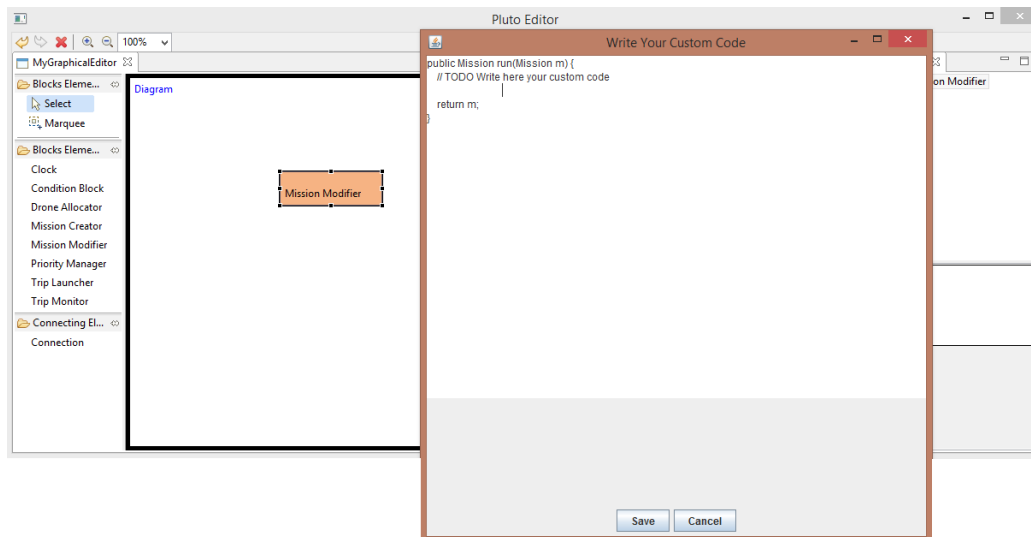 Pluto Editor
100%
MyGraphicalEditor
Blocks Eleme...
Select
Marquee
Blocks Eleme...
Clock
Condition Block
Drone Allocator
Mission Creator
Mission Modifier
Priority Manager
Trip Launcher
Trip Monitor
Connecting El...
Connection
Diagram
Mission Modifier
Write Your Custom Code
public Mission run(Mission m) {
// TODO Write here your custom code
return m;
}
Save Cancel
on Modifier